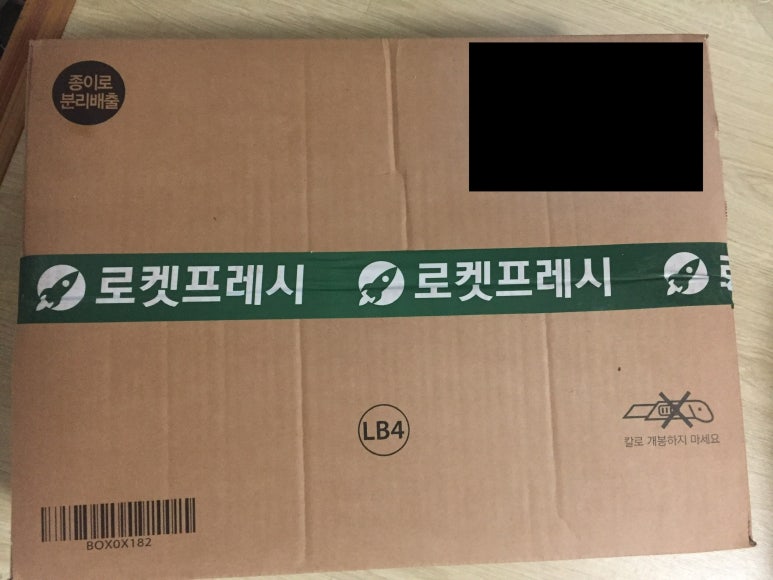 종이로
분리배출
로켓프레시 로켓프레시
LB4
칼로 개봉하지 마세요
BOX0X182